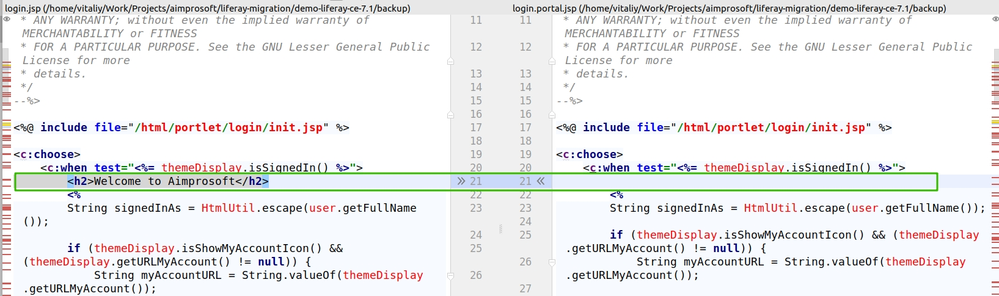 login.jsp (/home/vitaliy/Work/Projects/aimprosoft/liferay-migration/demo-liferay-ce-7.1/backup)
* ANY WARRANTY; without even the implied warranty of
MERCHANTABILITY or FITNESS
* FOR A PARTICULAR PURPOSE. See the GNU Lesser General Public
License for more
* details.
*/
--%>
<%@ include file="/html/portlet/login/init.jsp" %>
<c:choose>
<c:when test="<%= themeDisplay.isSignedIn() %>">
<h2>Welcome to Aimprosoft</h2>
<%
String signedInAs = HtmlUtil.escape(user.getFullName
());
if (themeDisplay.isShowMyAccountIcon() &&
(themeDisplay.getURLMyAccount() != null)) {
String myAccountURL = String.valueOf(themeDisplay
.getURLMyAccount());
11
12
13
14
15
16
17
18
19
20
» 21
22
23
24
25
26
login.portal.jsp (/home/vitaliy/Work/Projects/aimprosoft/liferay-migration/demo-liferay-ce-7.1/backup)
11
12
13
14
15
16
17
18
19
20
21 «
22
23
24
25
26
27
* ANY WARRANTY; without even the implied warranty of
MERCHANTABILITY or FITNESS
* FOR A PARTICULAR PURPOSE. See the GNU Lesser General Public
License for more
* details.
*/
--%>
<%@ include file="/html/portlet/login/init.jsp" %>
<c:choose>
<c:when test="<%= themeDisplay.isSignedIn() %>">
<%
String signedInAs = HtmlUtil.escape(user.getFullName());
if (themeDisplay.isShowMyAccountIcon() && (themeDisplay
.getURLMyAccount() != null)) {
String myAccountURL = String.valueOf(themeDisplay
.getURLMyAccount());